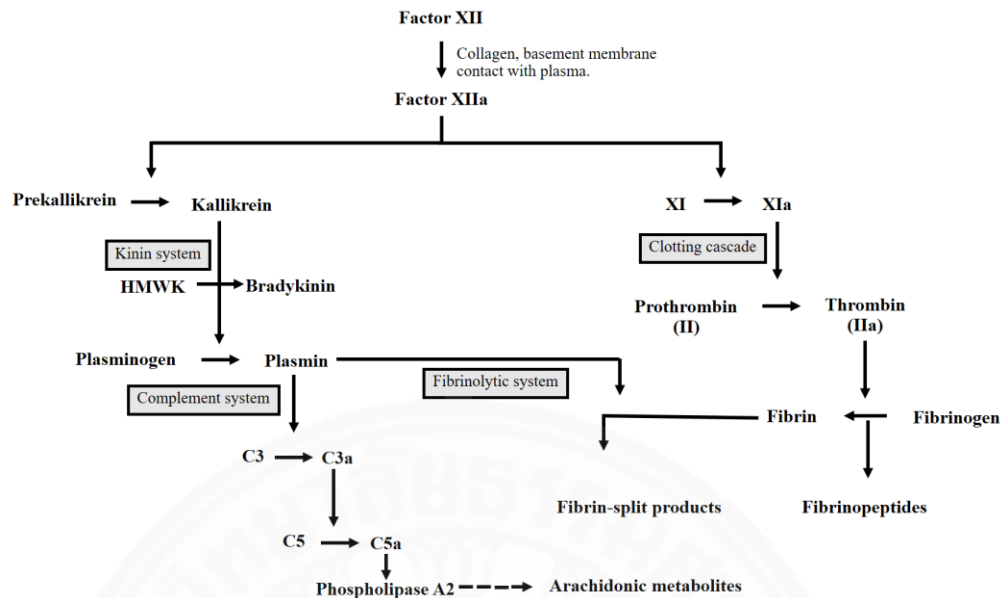 Factor XII
Collagen, basement membrane
contact with plasma.
Factor XIIa
Prekallikrein
Kallikrein
XI
XIa
Kinin system
Clotting cascade
HMWK
Bradykinin
Prothrombin
(II)
Thrombin
(IIa)
Plasminogen
Plasmin
Complement system
Fibrinolytic system
Fibrin
Fibrinogen
C3
C3a
Fibrin-split products
Fibrinopeptides
C5
C5a
Phospholipase A2
Arachidonic metabolites